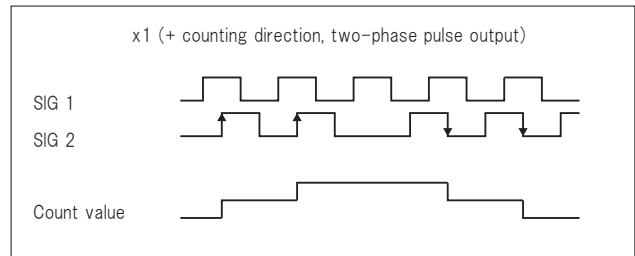 x1 (+ counting direction, two-phase pulse output)
SIG 1
SIG 2
Count value